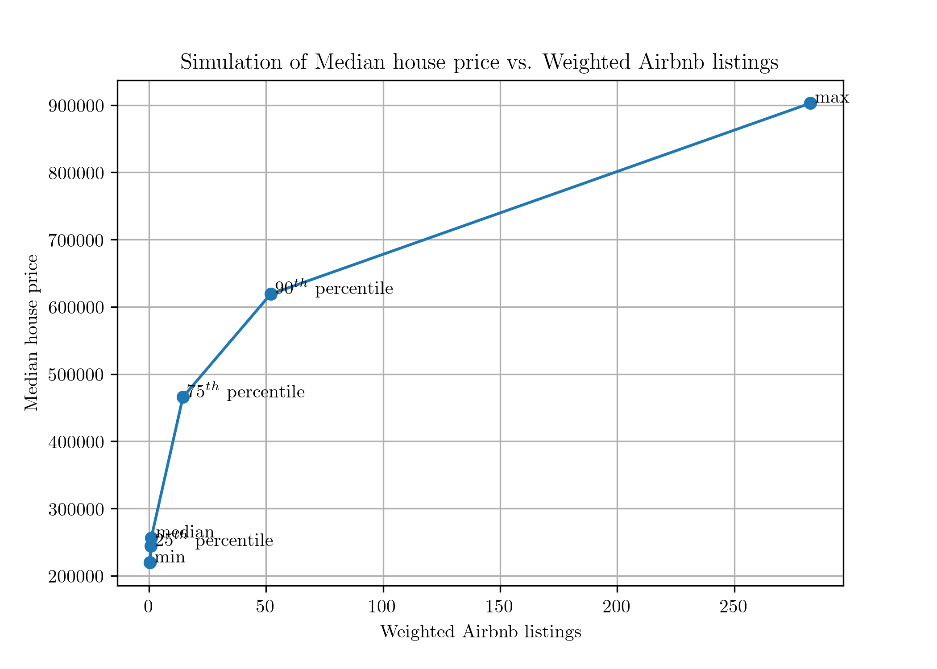 Simulation of Median house price vs. Weighted Airbnb listings
900000
800000
700000
600000
500000
400000
300000
200000
Median house price
max
90th percentile
75th percentile
median
25th percentile
min
0 50 100 150 200 250
Weighted Airbnb listings